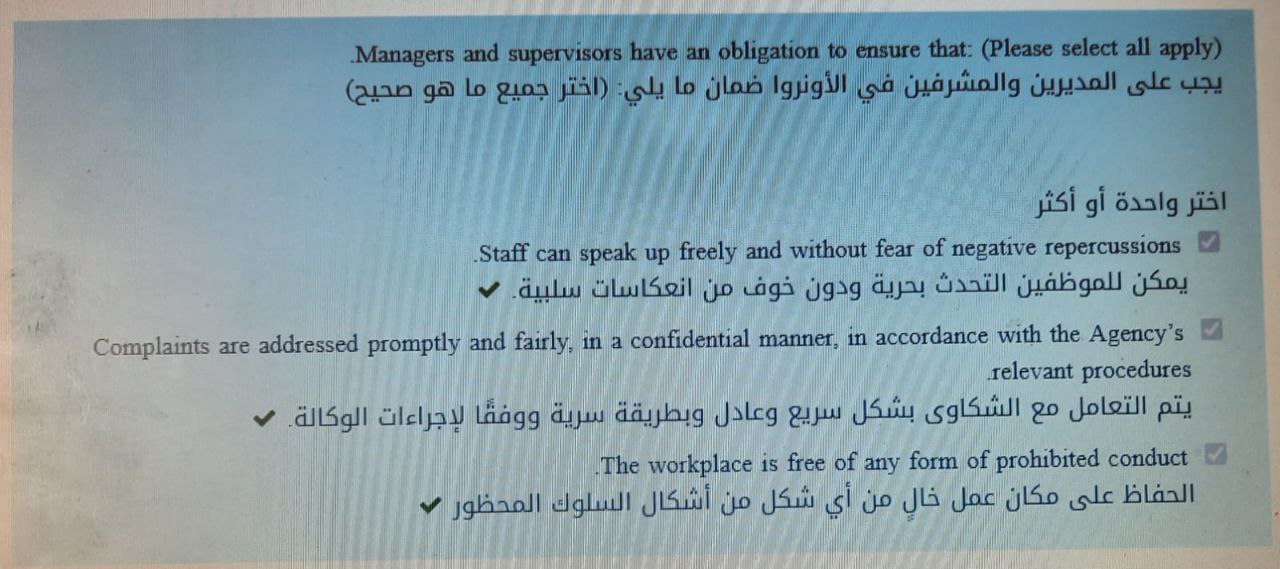 .Managers and supervisors have an obligation to ensure that: (Please select all apply)
يجب على المديرين والمشرفين في الأونروا ضمان ما يلي: (اختر جميع ما هو صحيح)
اختر واحدة أو أكثر
.Staff can speak up freely and without fear of negative repercussions
يمكن للموظفين التحدث بحرية ودون خوف من انعكاسات سلبية.
Complaints are addressed promptly and fairly, in a confidential manner, in accordance with the Agency’s
.relevant procedures
يتم التعامل مع الشكاوى بشكل سريع وعادل وبطريقة سرية ووفقًا لإجراءات الوكالة.
.The workplace is free of any form of prohibited conduct
الحفاظ على مكان عمل خالٍ من أي شكل من أشكال السلوك المحظور